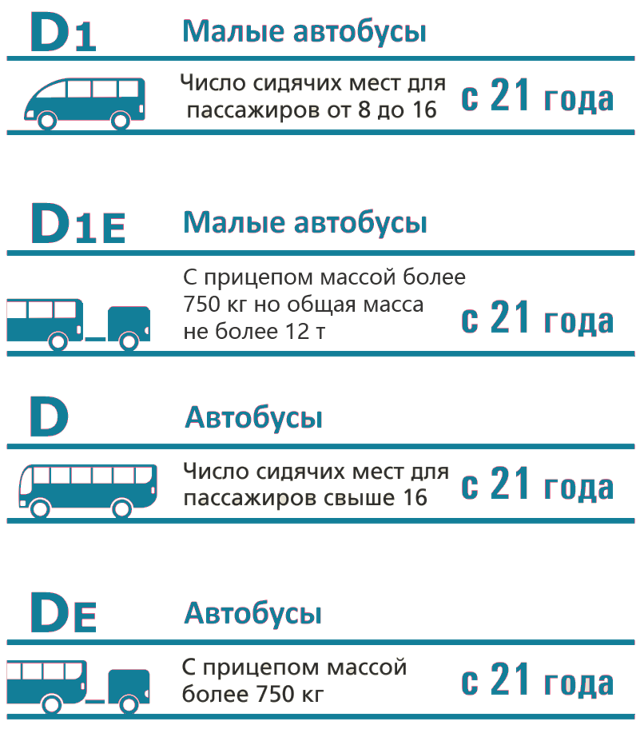 D1 Малые автобусы
Число сидячих мест для
пассажиров от 8 до 16
с 21 года
D1E Малые автобусы
С прицепом массой более
750 кг но общая масса
не более 12 т
с 21 года
D Автобусы
Число сидячих мест для
пассажиров свыше 16
с 21 года
DE Автобусы
С прицепом массой
более 750 кг
с 21 года